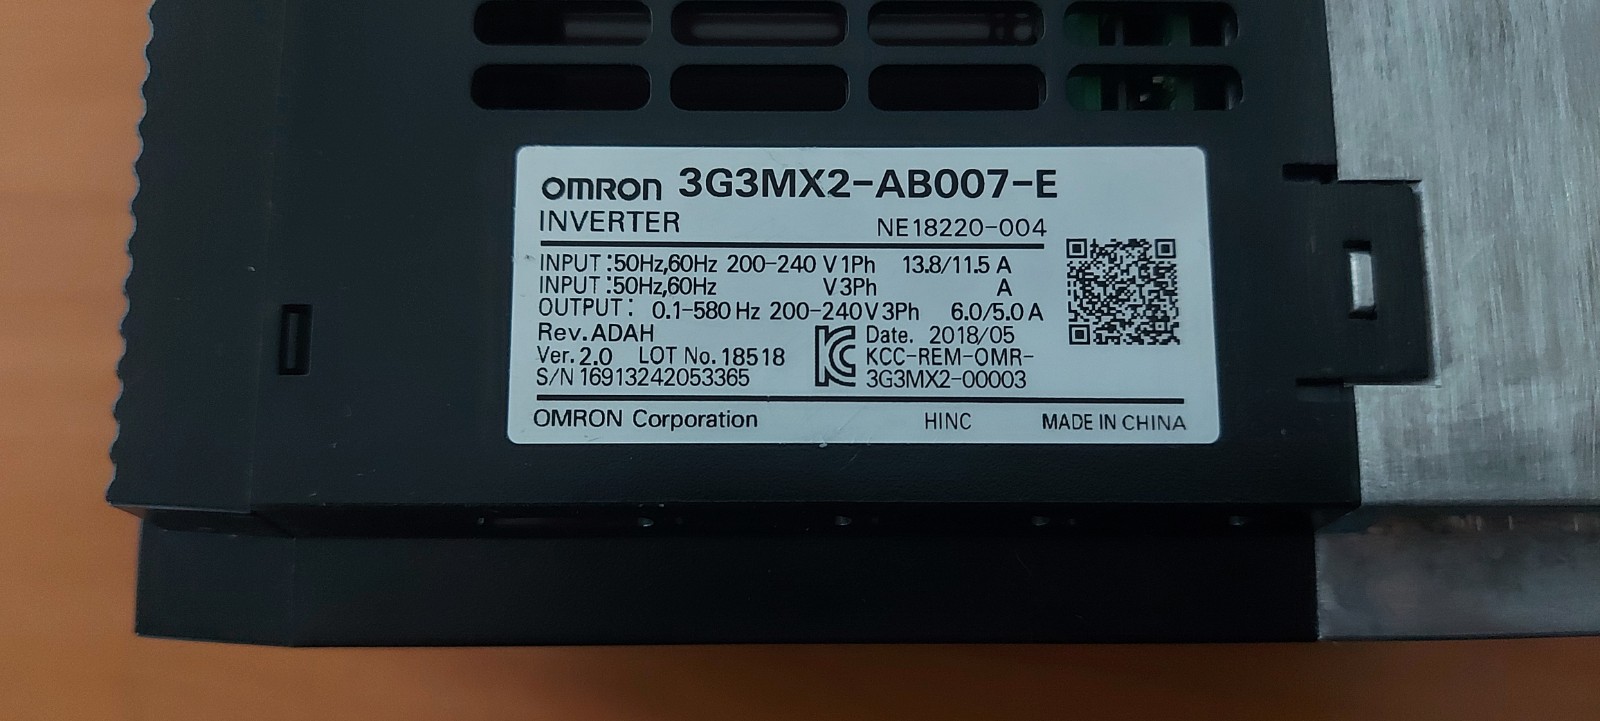 OMRON 3G3MX2-AB007-E
INVERTER NE18220-004
INPUT:50Hz,60Hz 200-240 V 1Ph 13.8/11.5 A
INPUT:50Hz,60Hz V 3Ph A
OUTPUT: 0.1-580 Hz 200-240 V 3Ph 6.0/5.0 A
Rev.ADAH Date. 2018/05
Ver.2.0 LOT No.18518 KCC-REM-OMR-
S/N 16913242053365 3G3MX2-00003
OMRON Corporation HINC MADE IN CHINA